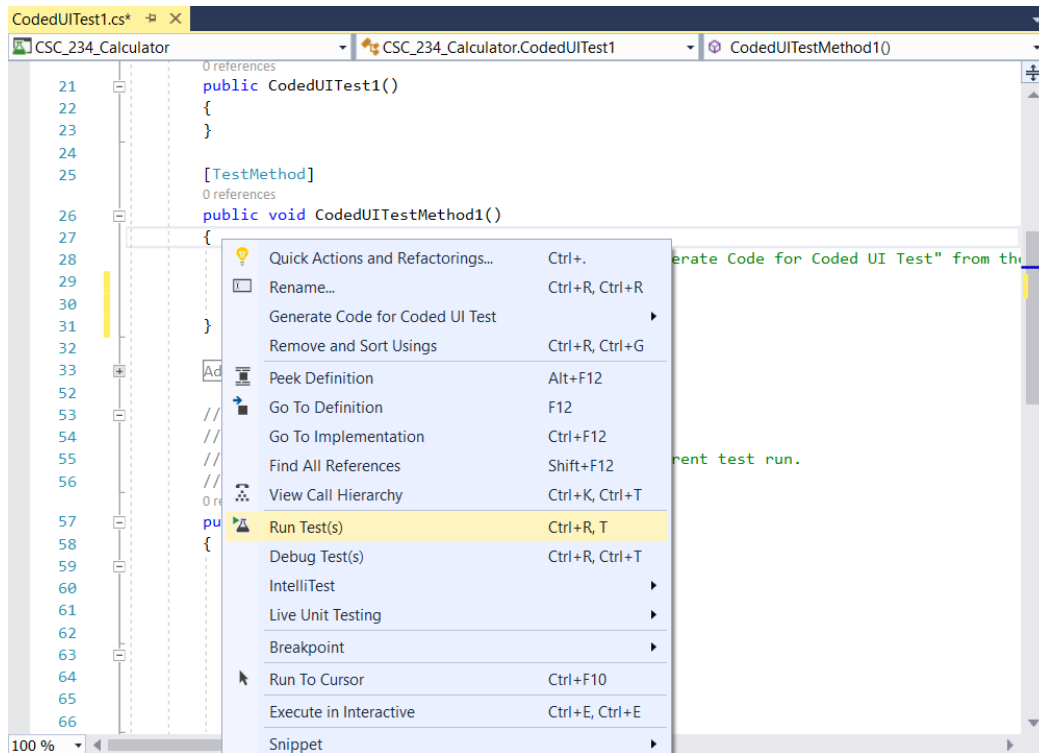 CodedUITest1.cs*
CSC_234_Calculator CSC_234_Calculator.CodedUITest1 CodedUITestMethod1()
0 references
21 public CodedUITest1()
22 {
23 }
24
25 [TestMethod]
0 references
26 public void CodedUITestMethod1()
27 {
28 erate Code for Coded UI Test" from the
29
30
31 }
32
33 Ad
52
53 //
54 //
55 // rent test run.
56 //
0 re
57 pu
58 {
59
60
61
62
63
64
65
66
Quick Actions and Refactorings... Ctrl+.
Rename... Ctrl+R, Ctrl+R
Generate Code for Coded UI Test
Remove and Sort Usings Ctrl+R, Ctrl+G
Peek Definition Alt+F12
Go To Definition F12
Go To Implementation Ctrl+F12
Find All References Shift+F12
View Call Hierarchy Ctrl+K, Ctrl+T
Run Test(s) Ctrl+R, T
Debug Test(s) Ctrl+R, Ctrl+T
IntelliTest
Live Unit Testing
Breakpoint
Run To Cursor Ctrl+F10
Execute in Interactive Ctrl+E, Ctrl+E
Snippet
100 %